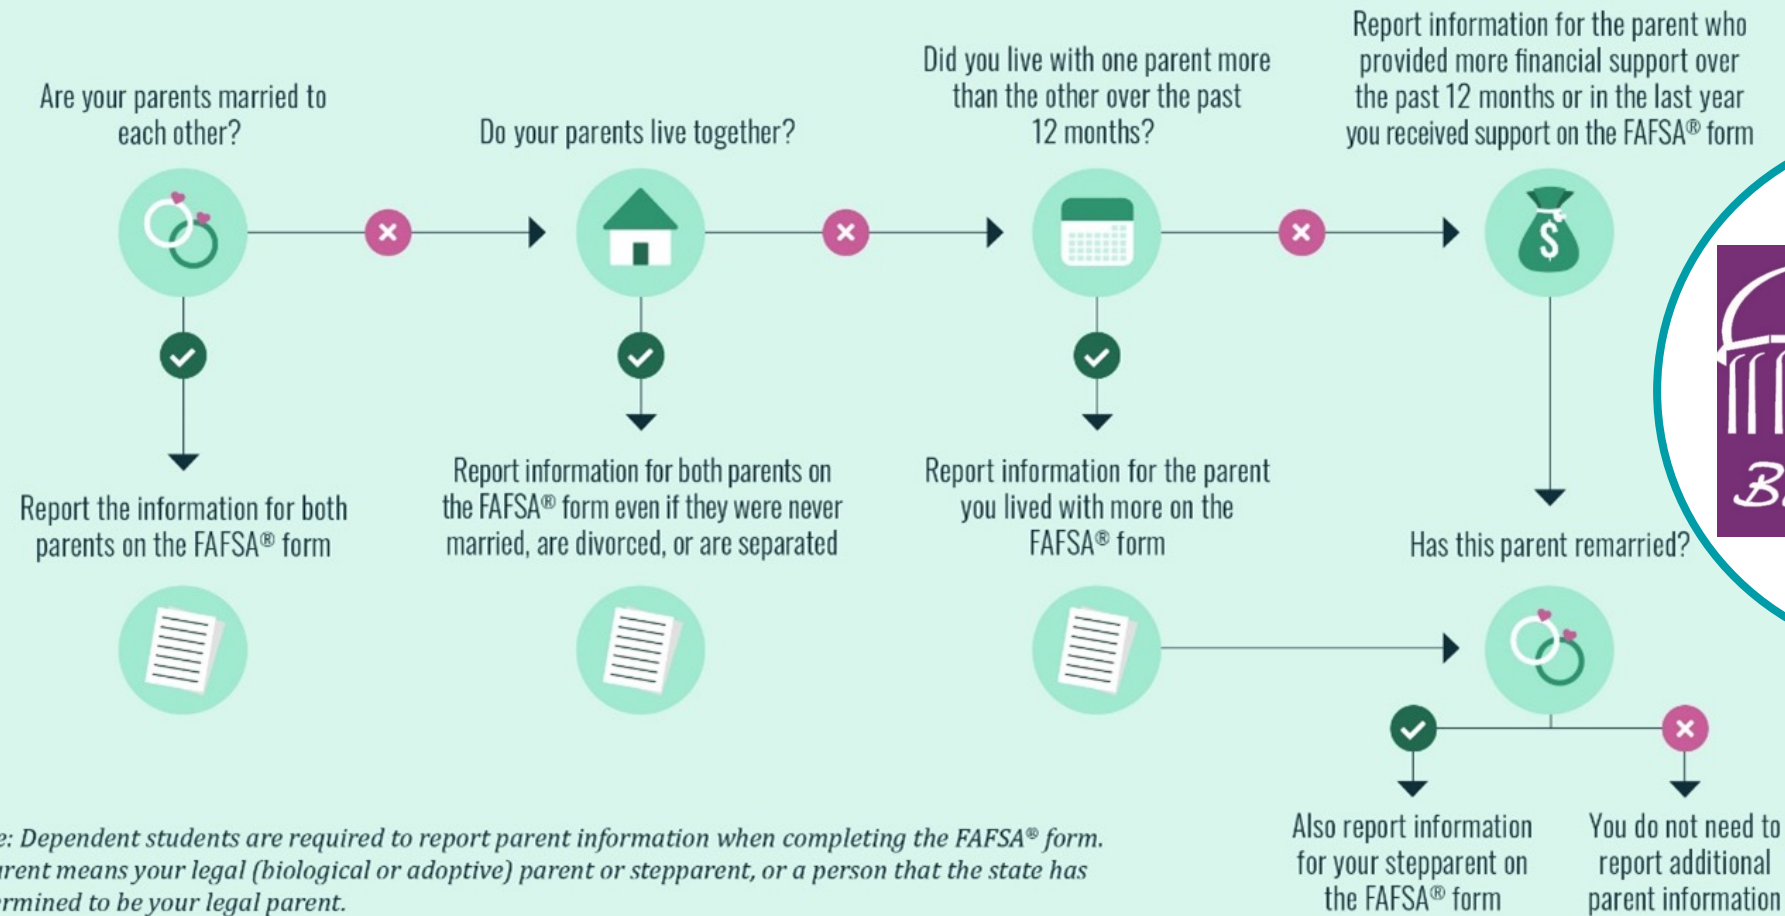 Are your parents married to
each other?
Do your parents live together?
Did you live with one parent more
than the other over the past
12 months?
Report information for the parent who
provided more financial support over
the past 12 months or in the last year
you received support on the FAFSA® form
$
Report the information for both
parents on the FAFSA® form
Report information for both parents on
the FAFSA® form even if they were never
married, are divorced, or are separated
Report information for the parent
you lived with more on the
FAFSA® form
Has this parent remarried?
Also report information
for your stepparent on
the FAFSA® form
You do not need to
report additional
parent information
Dependent students are required to report parent information when completing the FAFSA® form.
means your legal (biological or adoptive) parent or stepparent, or a person that the state has
to be your legal parent.